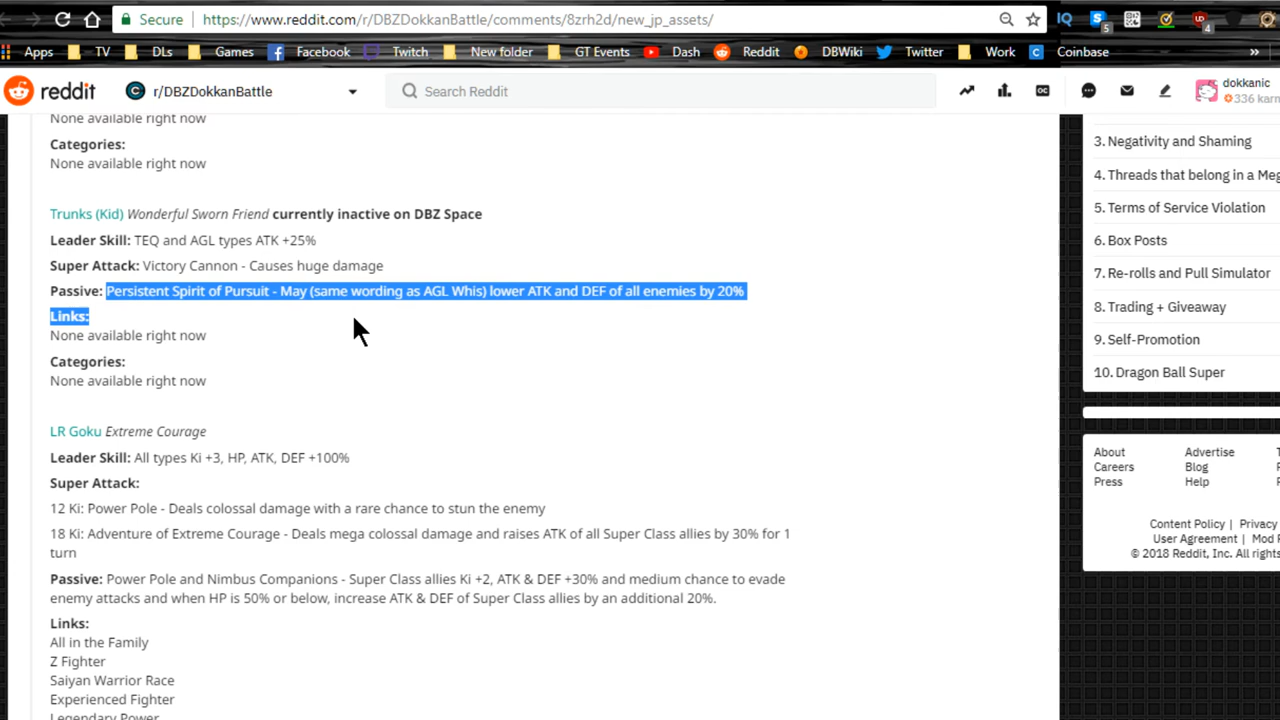 Secure https://www.reddit.com/r/DBZDokkanBattle/comments/8zrh2d/new_jp_assets/
Apps TV DLs Games Facebook Twitch New folder GT Events Dash Reddit DBWiki Twitter Work Coinbase »
reddit r/DBZDokkanBattle Search Reddit dokkanic
336 karm
None available right now
Categories:
None available right now
Trunks (Kid) Wonderful Sworn Friend currently inactive on DBZ Space
Leader Skill: TEQ and AGL types ATK +25%
Super Attack: Victory Cannon - Causes huge damage
Passive: Persistent Spirit of Pursuit - May (same wording as AGL Whis) lower ATK and DEF of all enemies by 20%
Links:
None available right now
Categories:
None available right now
LR Goku Extreme Courage
Leader Skill: All types Ki +3, HP, ATK, DEF +100%
Super Attack:
12 Ki: Power Pole - Deals colossal damage with a rare chance to stun the enemy
18 Ki: Adventure of Extreme Courage - Deals mega colossal damage and raises ATK of all Super Class allies by 30% for 1
turn
Passive: Power Pole and Nimbus Companions - Super Class allies Ki +2, ATK & DEF +30% and medium chance to evade
enemy attacks and when HP is 50% or below, increase ATK & DEF of Super Class allies by an additional 20%.
Links:
All in the Family
Z Fighter
Saiyan Warrior Race
Experienced Fighter
Legendary Power
3. Negativity and Shaming
4. Threads that belong in a Meg
5. Terms of Service Violation
6. Box Posts
7. Re-rolls and Pull Simulator
8. Trading + Giveaway
9. Self-Promotion
10. Dragon Ball Super
About Advertise T
Careers Blog
Press Help
Content Policy | Privacy
User Agreement | Mod
© 2018 Reddit, Inc. All rights